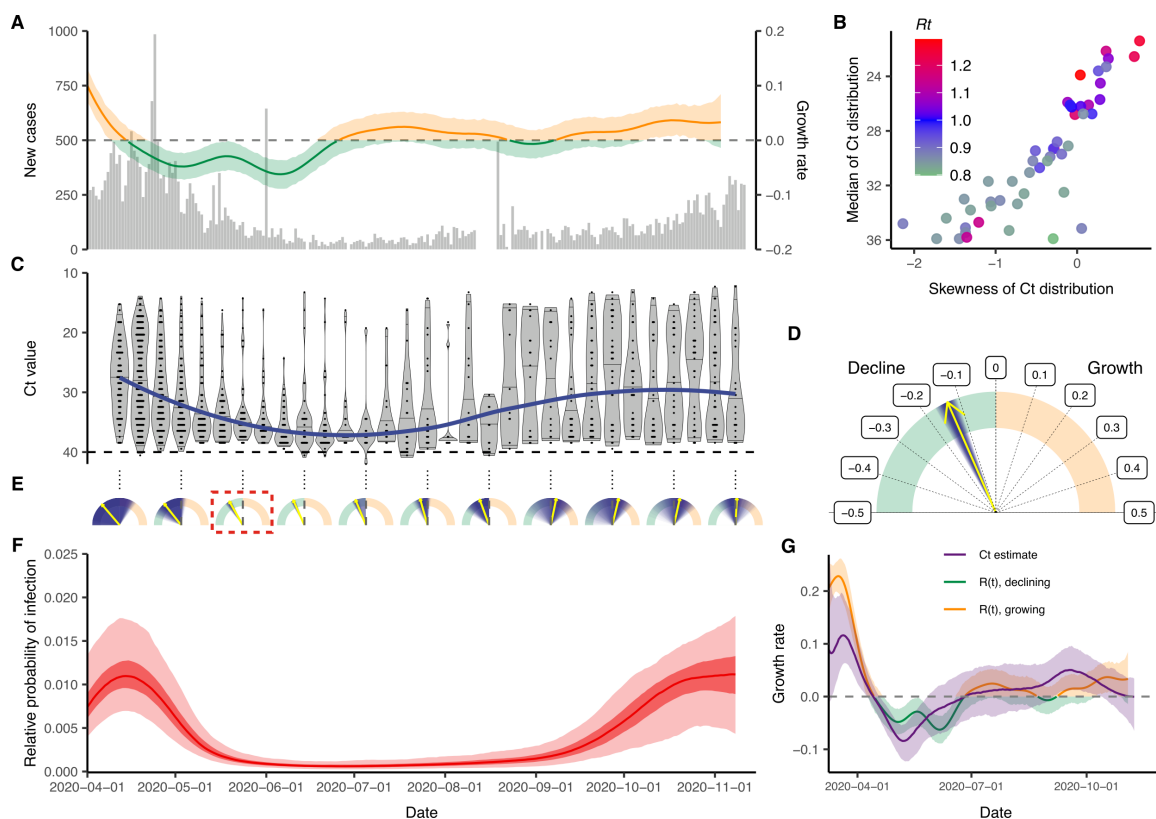 A
1000
750
500
250
0
New cases
0.2
0.1
0.0
−0.1
−0.2
Growth rate
B
Rt
1.2
1.1
1.0
0.9
0.8
24
28
32
36
Median of Ct distribution
−2
−1
0
Skewness of Ct distribution
C
10
20
30
40
Ct value
D
Decline
Growth
−0.5
−0.4
−0.3
−0.2
−0.1
0
0.1
0.2
0.3
0.4
0.5
E
F
0.025
0.020
0.015
0.010
0.005
0.000
Relative probability of infection
2020−04−01
2020−05−01
2020−06−01
2020−07−01
2020−08−01
2020−09−01
2020−10−01
2020−11−01
Date
G
Ct estimate
R(t), declining
R(t), growing
0.2
0.1
0.0
−0.1
Growth rate
2020−04−01
2020−07−01
2020−10−01
Date